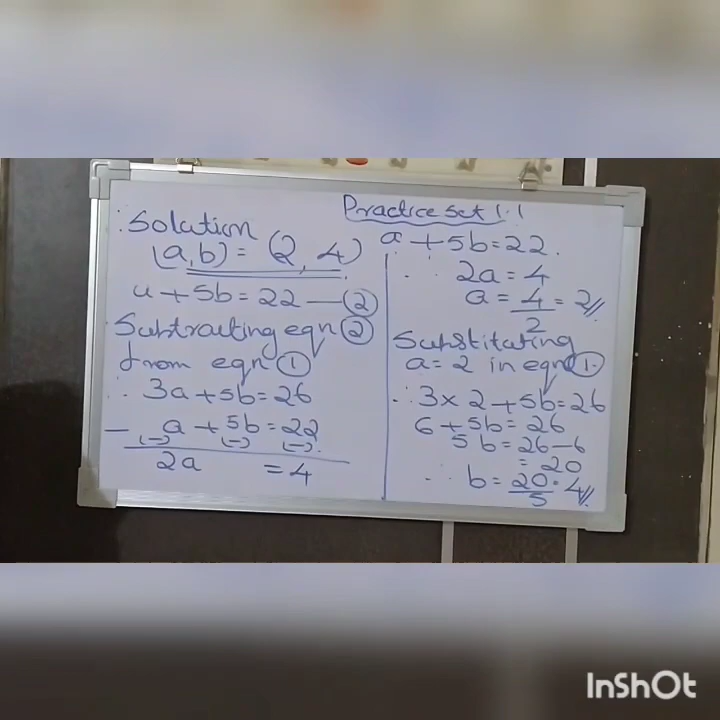 Practice set 1.1
∴ Solution
(a,b) = (2, 4)
a + 5b = 22 — ②
Subtracting eqn ②
from eqn ①
∴ 3a + 5b = 26
− a + 5b = 22
(−) (−) (−)
2a = 4
a + 5b = 22.
∴ 2a = 4
a = 4/2 = 2//
Substitating
a = 2 in eqn ①.
∴ 3 × 2 + 5b = 26
6 + 5b = 26
5b = 26 − 6
= 20
∴ b = 20/5 = 4//
InShOt